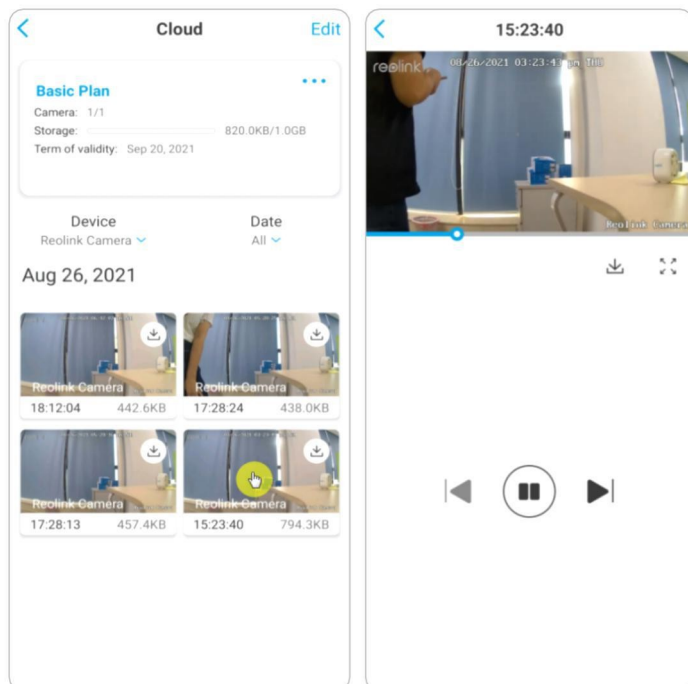 Cloud
Edit
Basic Plan
Camera: 1/1
Storage: 820.0KB/1.0GB
Term of validity: Sep 20, 2021
Device
Date
Reolink Camera
All
Aug 26, 2021
Reolink Camera
Reolink Camera
18:12:04 442.6KB
17:28:24 438.0KB
Reolink Camera
Reolink Camera
17:28:13 457.4KB
15:23:40 794.3KB
15:23:40
reolink
08/26/2021 03:23:43 pm THU
Reolink Camera